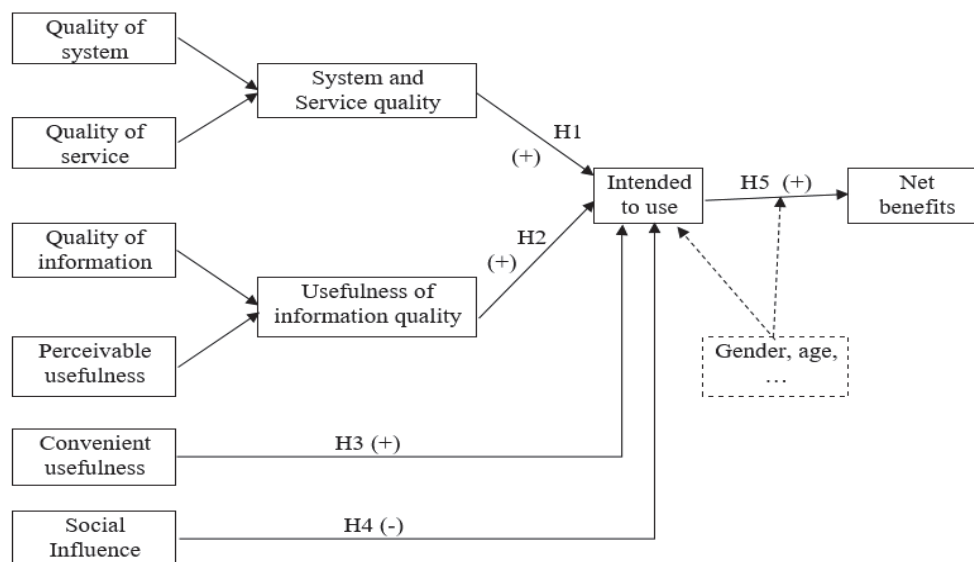 Quality of
system
System and
Service quality
Quality of
service
H1
(+)
Intended
to use
H5 (+)
Net
benefits
Quality of
information
H2
(+)
Usefulness of
information quality
Perceivable
usefulness
Gender, age,
…
Convenient
usefulness
H3 (+)
Social
Influence
H4 (-)